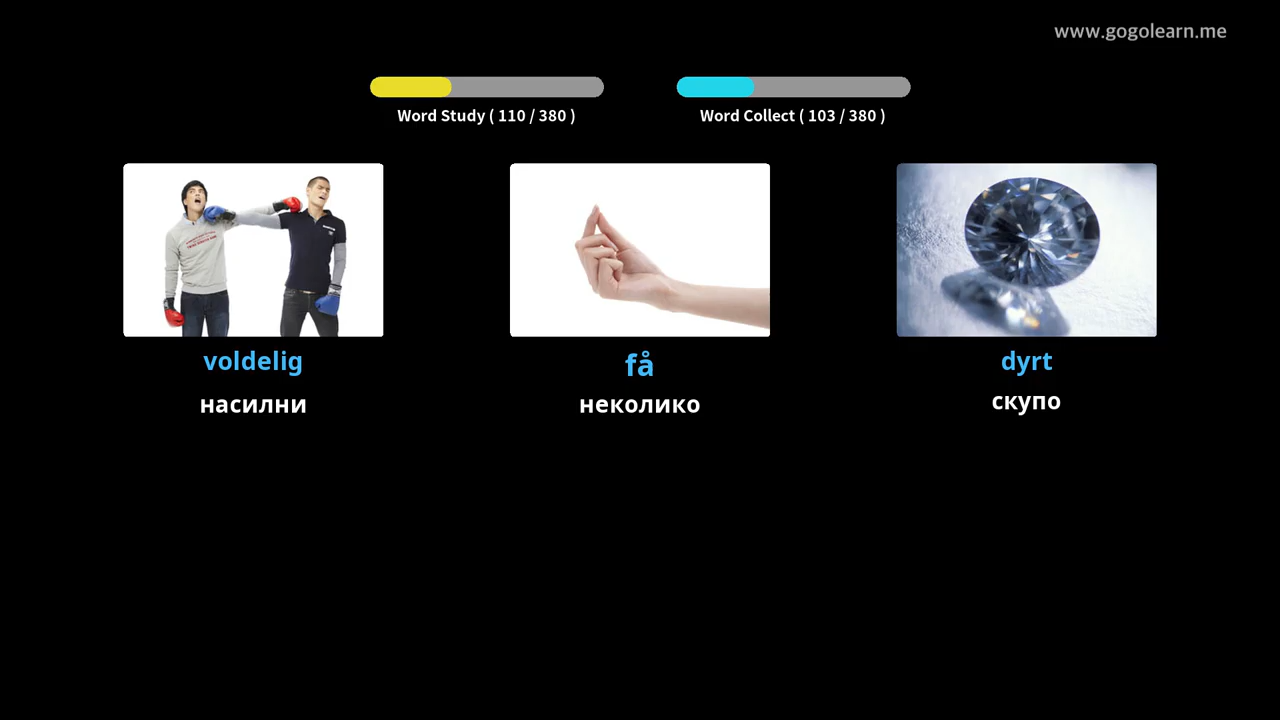 www.gogolearn.me
Word Study ( 110 / 380 )
Word Collect ( 103 / 380 )
voldelig
få
dyrt
насилни
неколико
скупо